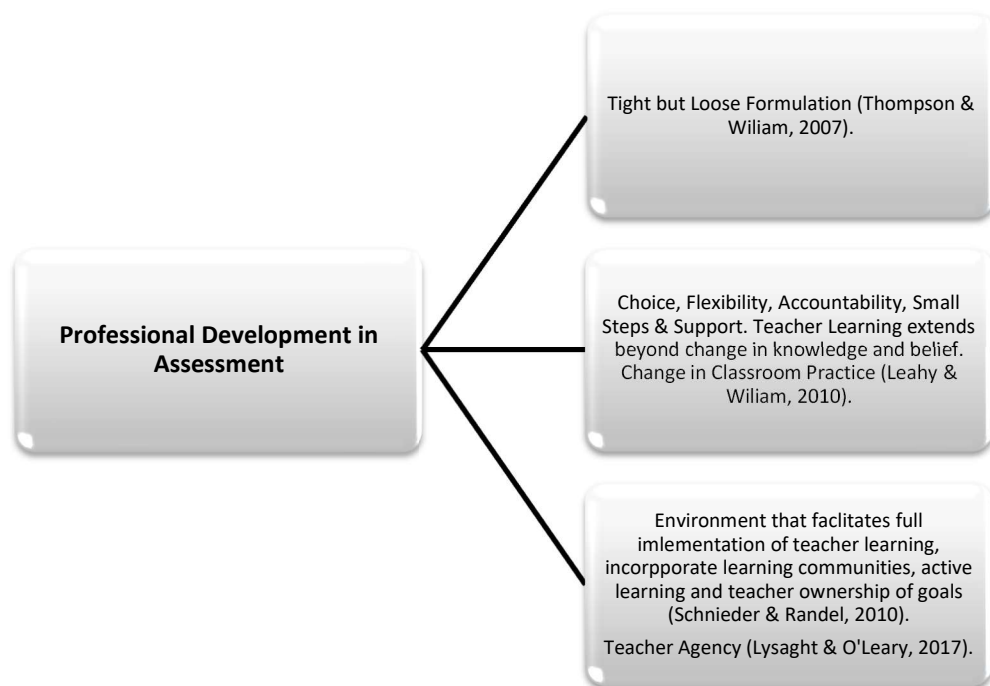 Tight but Loose Formulation (Thompson &
Wiliam, 2007).
Professional Development in
Assessment
Choice, Flexibility, Accountability, Small
Steps & Support. Teacher Learning extends
beyond change in knowledge and belief.
Change in Classroom Practice (Leahy &
Wiliam, 2010).
Environment that facilitates full
imlementation of teacher learning,
incorpporate learning communities, active
learning and teacher ownership of goals
(Schnieder & Randel, 2010).
Teacher Agency (Lysaght & O'Leary, 2017).